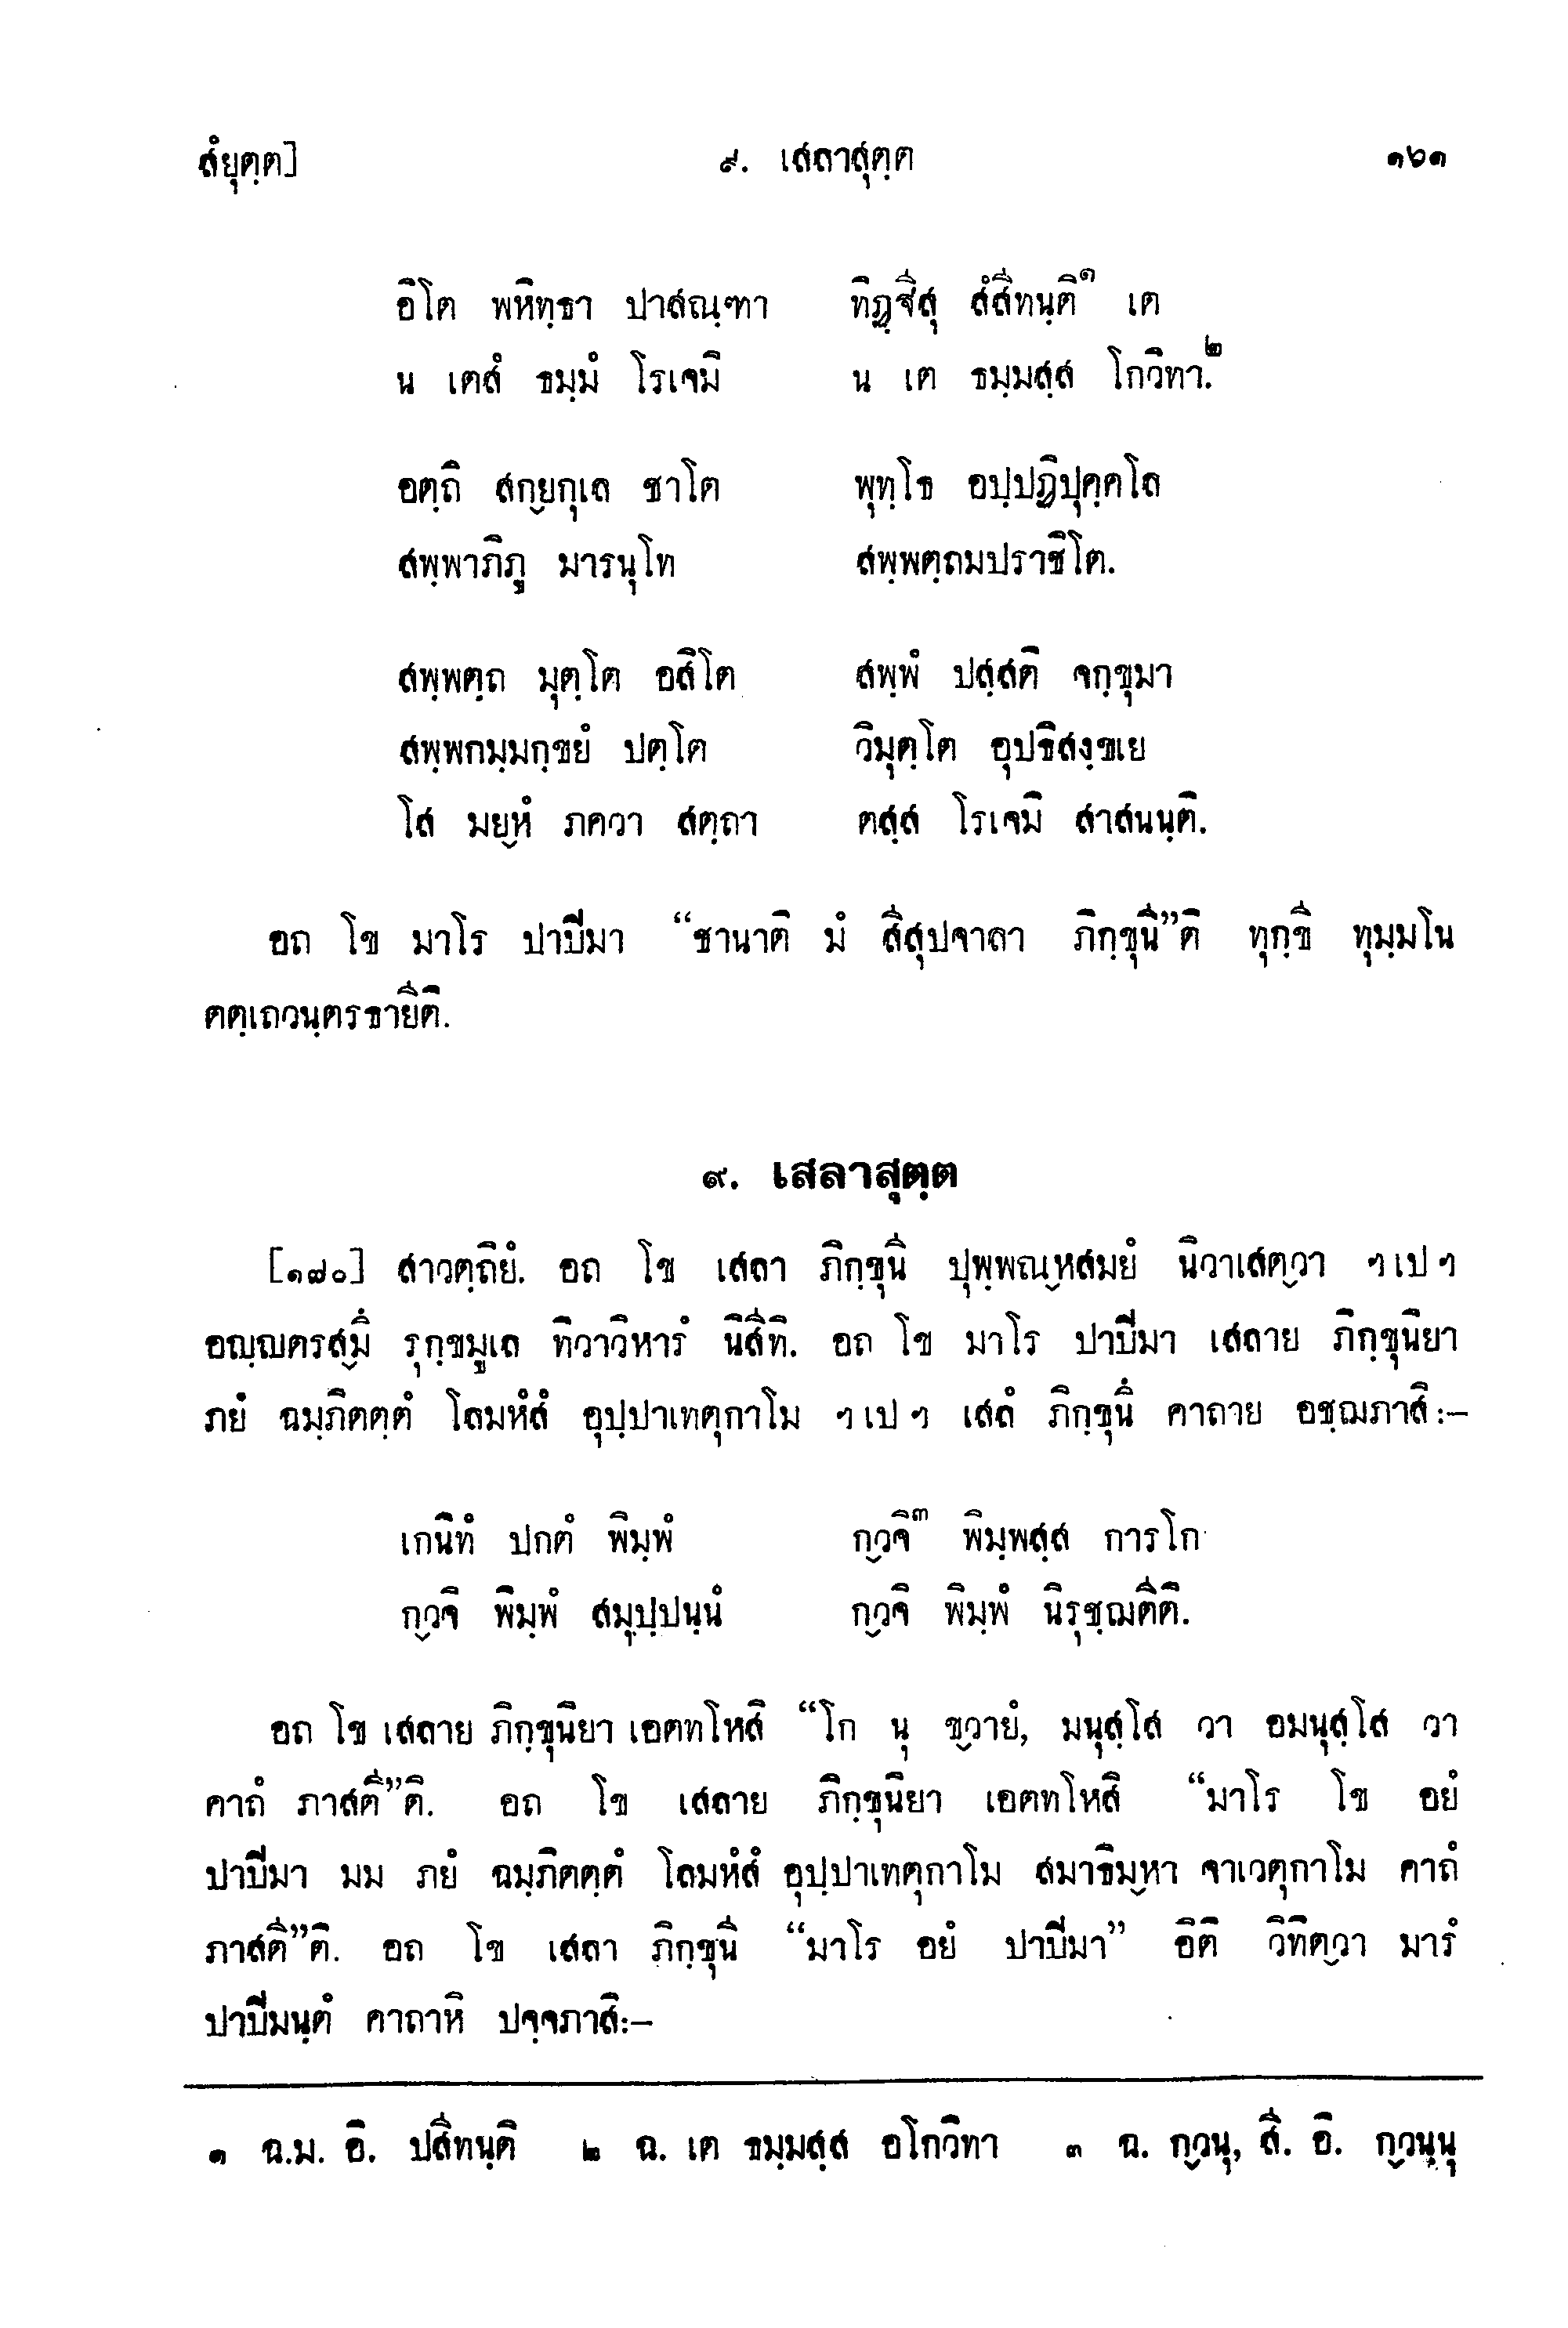 สํยุตฺต] ๙. เสลาสุตฺต ๑๖๑
อิโต พหิทฺธา ปาสณฺฑา ทิฏฺฐีสุ สํสีทนฺติ๑ เต
น เตสํ ธมฺมํ โรเจมิ น เต ธมฺมสฺส โกวิทา.๒
อตฺถิ สกฺยกุเล ชาโต พุทฺโธ อปฺปฏิปุคฺคโล
สพฺพาภิภู มารนุโท สพฺพตฺถมปราชิโต.
สพฺพตฺถ มุตฺโต อสิโต สพฺพํ ปสฺสติ จกฺขุมา
สพฺพกมฺมกฺขยํ ปตฺโต วิมุตฺโต อุปธิสงฺขเย
โส มยฺหํ ภควา สตฺถา ตสฺส โรเจมิ สาสนนฺติ.
อถ โข มาโร ปาปิมา “ชานาติ มํ สีสุปจาลา ภิกฺขุนี”ติ ทุกฺขี ทุมฺมโน
ตตฺเถวนฺตรธายีติ.
๙. เสลาสุตฺต
[๑๗๐] สาวตฺถิยํ. อถ โข เสลา ภิกฺขุนี ปุพฺพณฺหสมยํ นิวาเสตฺวา ฯเปฯ
อญฺญตรสฺมึ รุกฺขมูเล ทิวาวิหารํ นิสีทิ. อถ โข มาโร ปาปิมา เสลาย ภิกฺขุนิยา
ภยํ ฉมฺภิตตฺตํ โลมหํสํ อุปฺปาเทตุกาโม ฯเปฯ เสลํ ภิกฺขุนึ คาถาย อชฺฌภาสิ:–
เกนิทํ ปกตํ พิมฺพํ กฺวจิ๓ พิมฺพสฺส การโก
กฺวจิ พิมฺพํ สมุปฺปนฺนํ กฺวจิ พิมฺพํ นิรุชฺฌตีติ.
อถ โข เสลาย ภิกฺขุนิยา เอตทโหสิ “โก นุ ขฺวายํ, มนุสฺโส วา อมนุสฺโส วา
คาถํ ภาสตี”ติ. อถ โข เสลาย ภิกฺขุนิยา เอตทโหสิ “มาโร โข อยํ
ปาปิมา มม ภยํ ฉมฺภิตตฺตํ โลมหํสํ อุปฺปาเทตุกาโม สมาธิมฺหา จาเวตุกาโม คาถํ
ภาสตี”ติ. อถ โข เสลา ภิกฺขุนี “มาโร อยํ ปาปิมา” อิติ วิทิตฺวา มารํ
ปาปิมนฺตํ คาถาหิ ปจฺจภาสิ:–
๑ ฉ.ม. อิ. ปสีทนฺติ ๒ ฉ. เต ธมฺมสฺส อโกวิทา ๓ ฉ. กฺวนุ, สี. อิ. กฺวนฺนุ